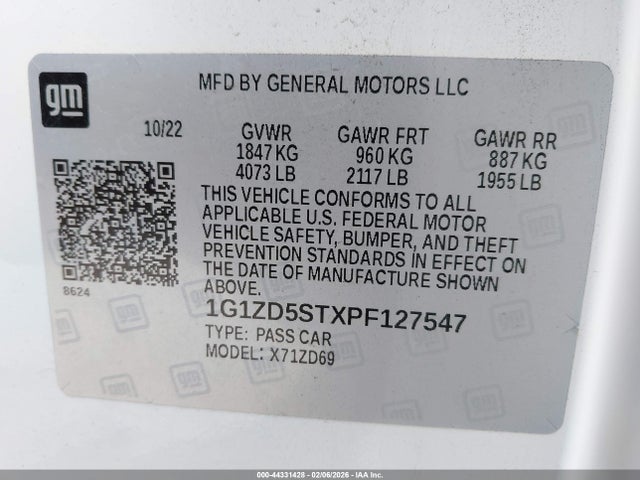 gm
MFD BY GENERAL MOTORS LLC
10/22 GVWR GAWR FRT GAWR RR
1847 KG 960 KG 887 KG
4073 LB 2117 LB 1955 LB
THIS VEHICLE CONFORMS TO ALL
APPLICABLE U.S. FEDERAL MOTOR
VEHICLE SAFETY, BUMPER, AND THEFT
PREVENTION STANDARDS IN EFFECT ON
THE DATE OF MANUFACTURE SHOWN
ABOVE.
8624
1G1ZD5STXPF127547
TYPE: PASS CAR
MODEL: X71ZD69
000-44331428 - 02/06/2026 - IAA Inc.